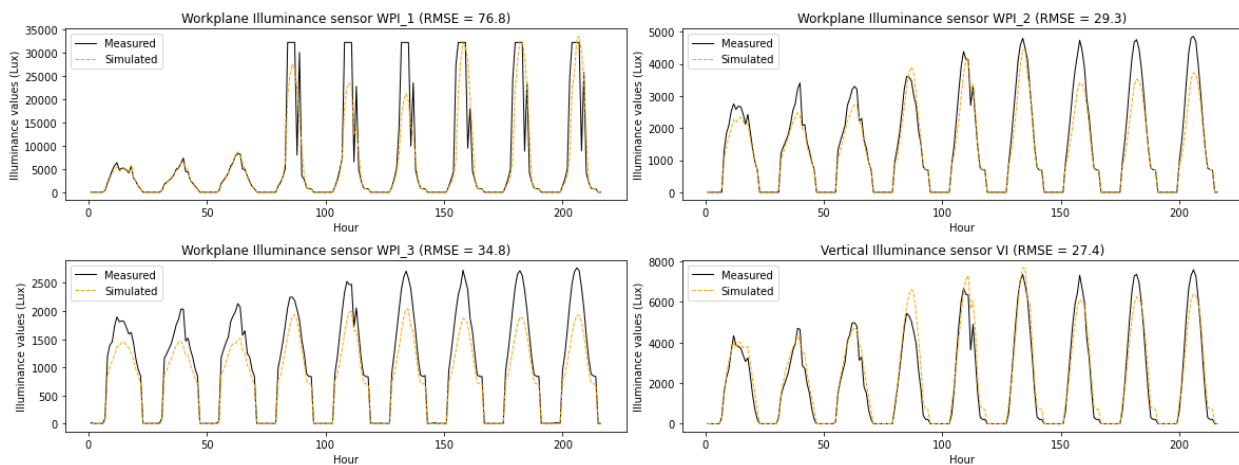 Workplane Illuminance sensor WPI_1 (RMSE = 76.8)
35000
30000
25000
20000
15000
10000
5000
0
Illuminance values (Lux)
Measured
Simulated
0
50
100
150
200
Hour
Workplane Illuminance sensor WPI_2 (RMSE = 29.3)
5000
4000
3000
2000
1000
0
Illuminance values (Lux)
Measured
Simulated
0
50
100
150
200
Hour
Workplane Illuminance sensor WPI_3 (RMSE = 34.8)
2500
2000
1500
1000
500
0
Illuminance values (Lux)
Measured
Simulated
0
50
100
150
200
Hour
Vertical Illuminance sensor VI (RMSE = 27.4)
8000
6000
4000
2000
0
Illuminance values (Lux)
Measured
Simulated
0
50
100
150
200
Hour